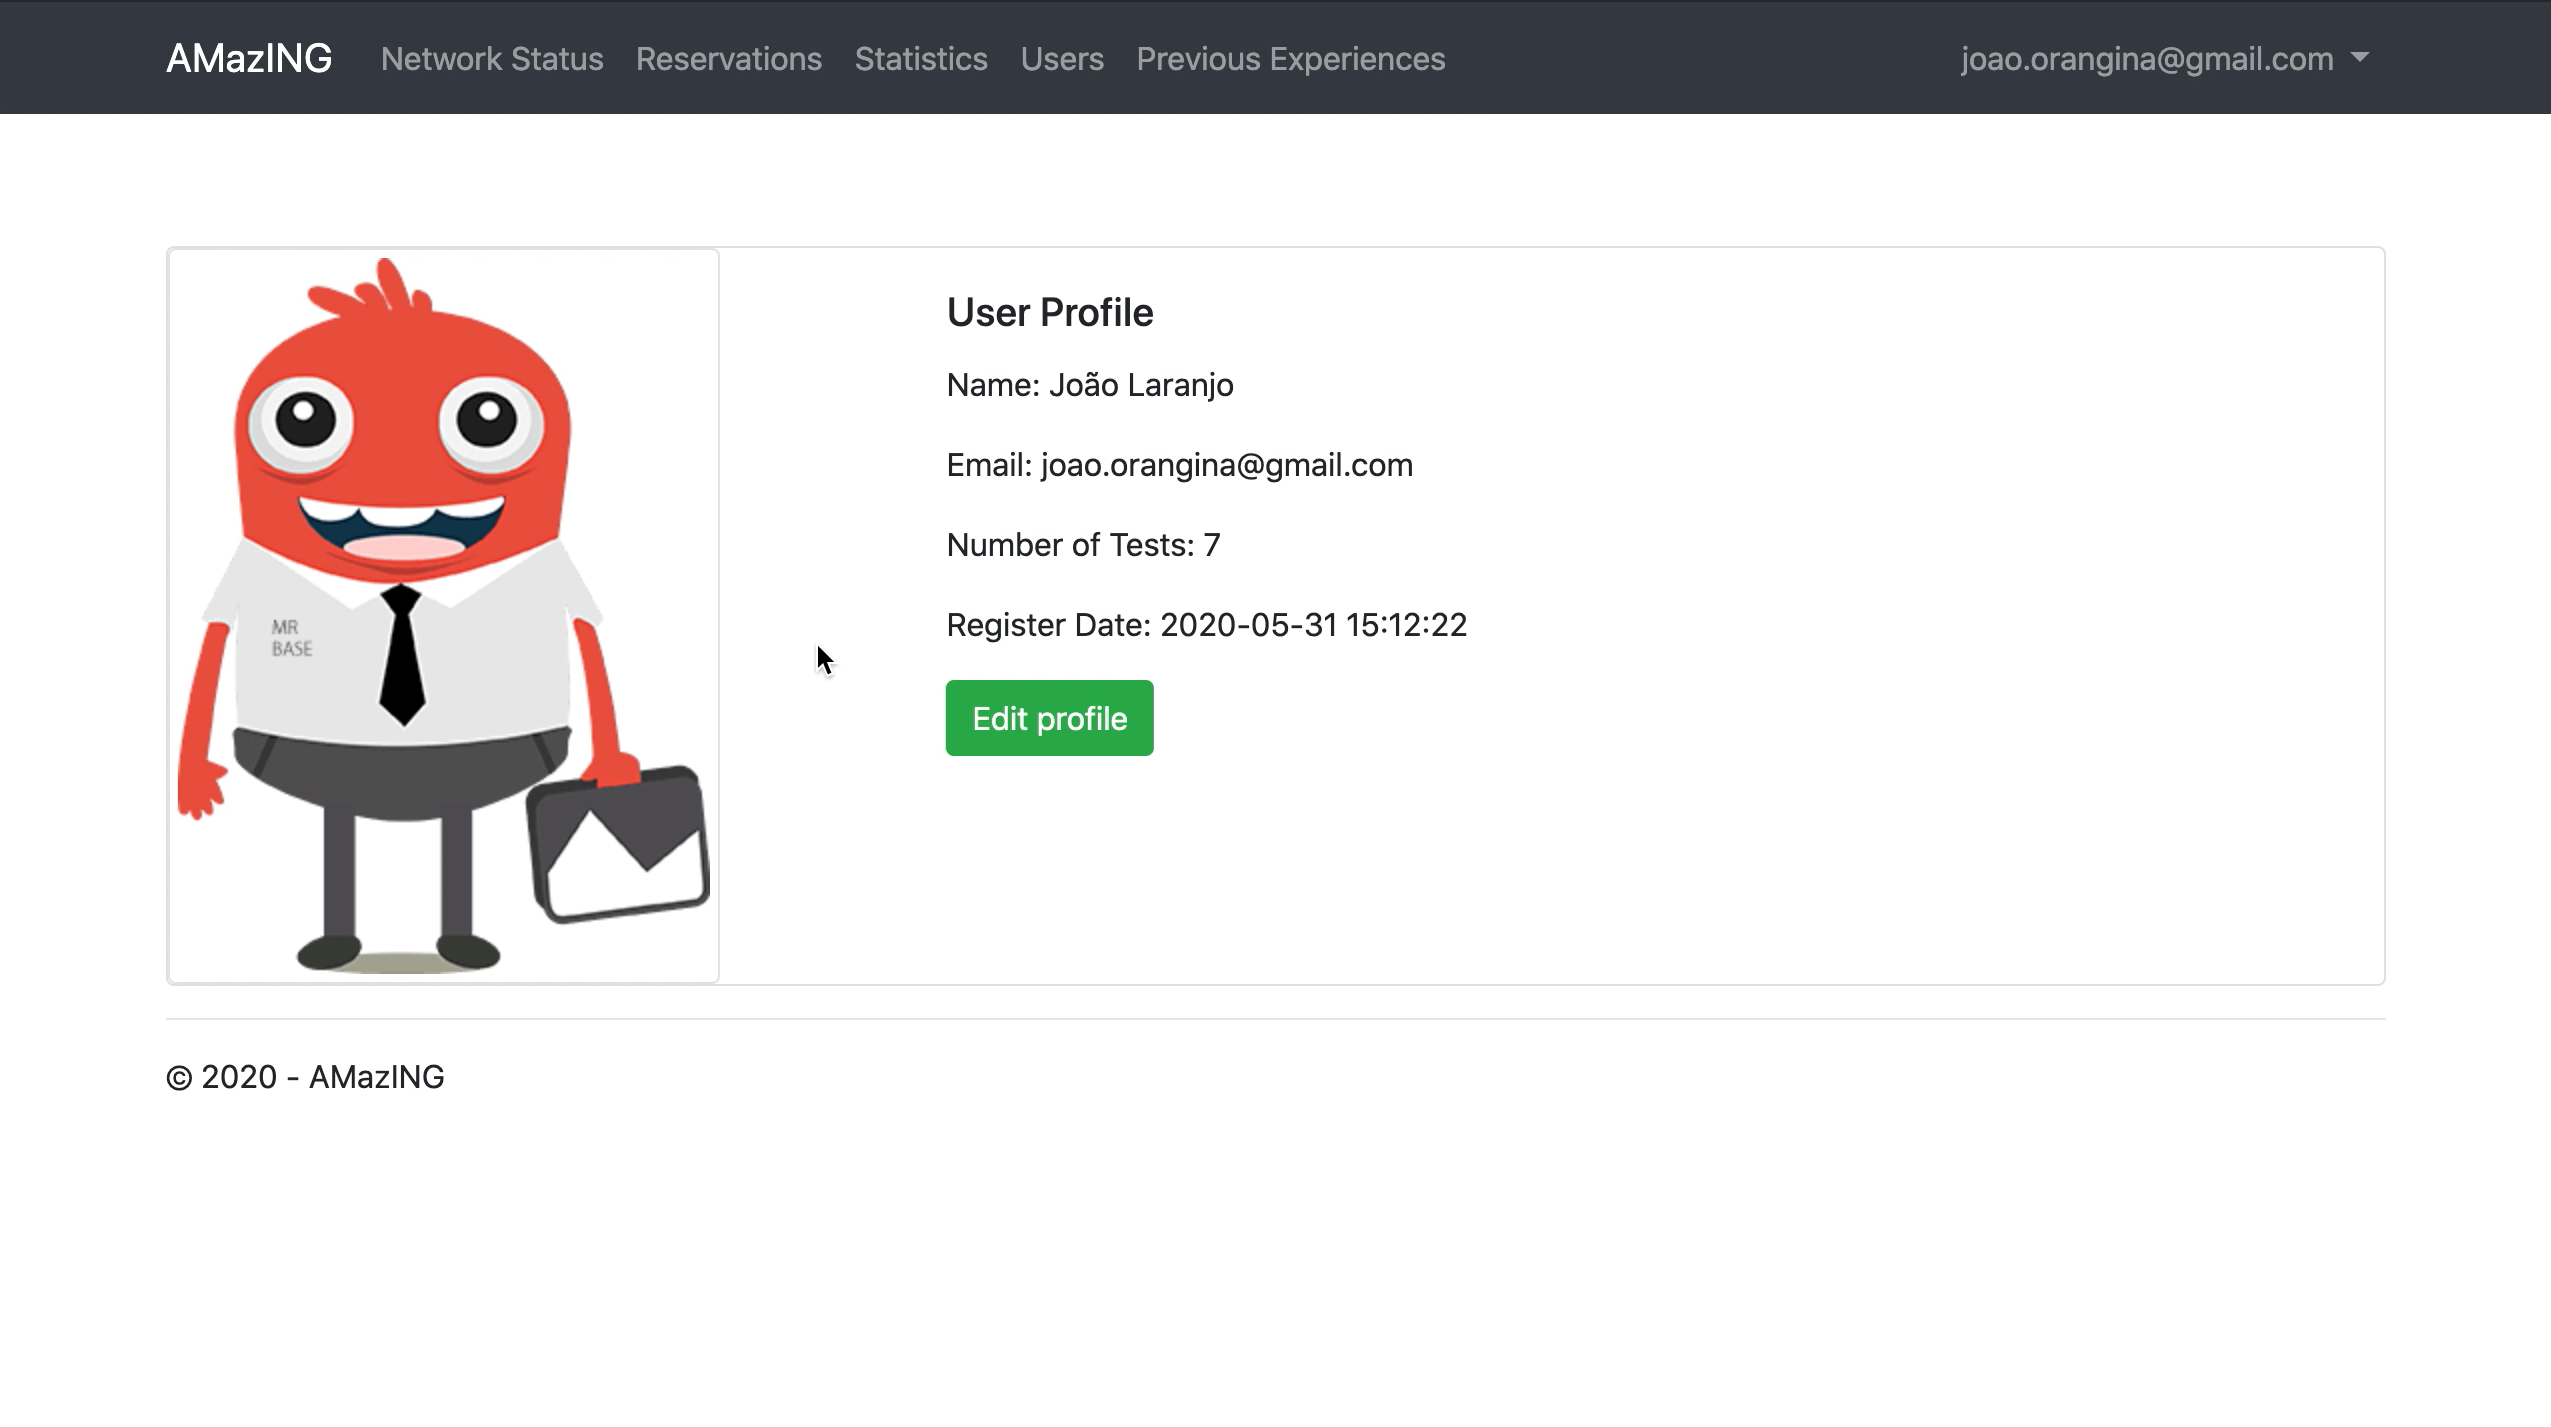 AMazING Network Status Reservations Statistics Users Previous Experiences joao.orangina@gmail.com
MR
BASE
User Profile
Name: João Laranjo
Email: joao.orangina@gmail.com
Number of Tests: 7
Register Date: 2020-05-31 15:12:22
Edit profile
© 2020 - AMazING